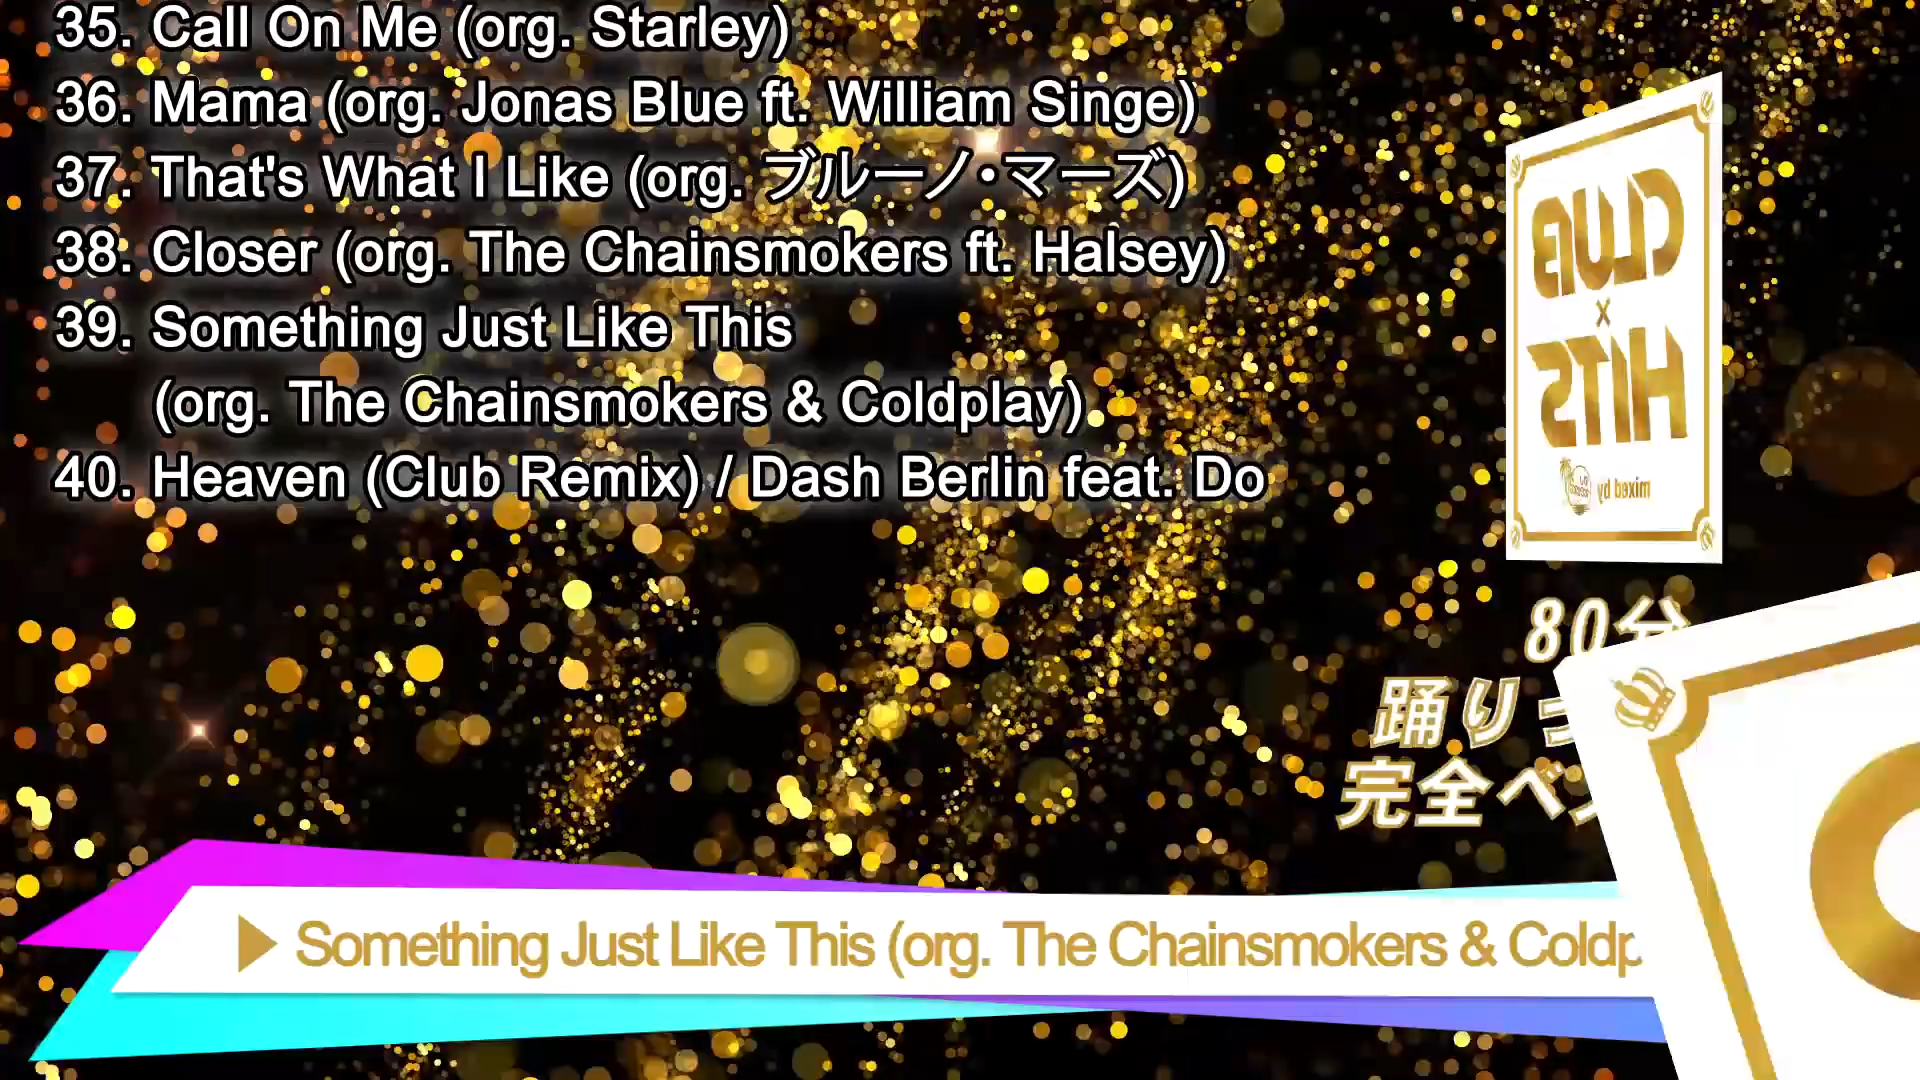 35. Call On Me (org. Starley)
36. Mama (org. Jonas Blue ft. William Singe)
37. That's What I Like (org. ブルーノ・マーズ)
38. Closer (org. The Chainsmokers ft. Halsey)
39. Something Just Like This
(org. The Chainsmokers & Coldplay)
40. Heaven (Club Remix) / Dash Berlin feat. Do
CLUB
×
HITS
mixed by
80分
踊り
完全ベ
Something Just Like This (org. The Chainsmokers & Coldp